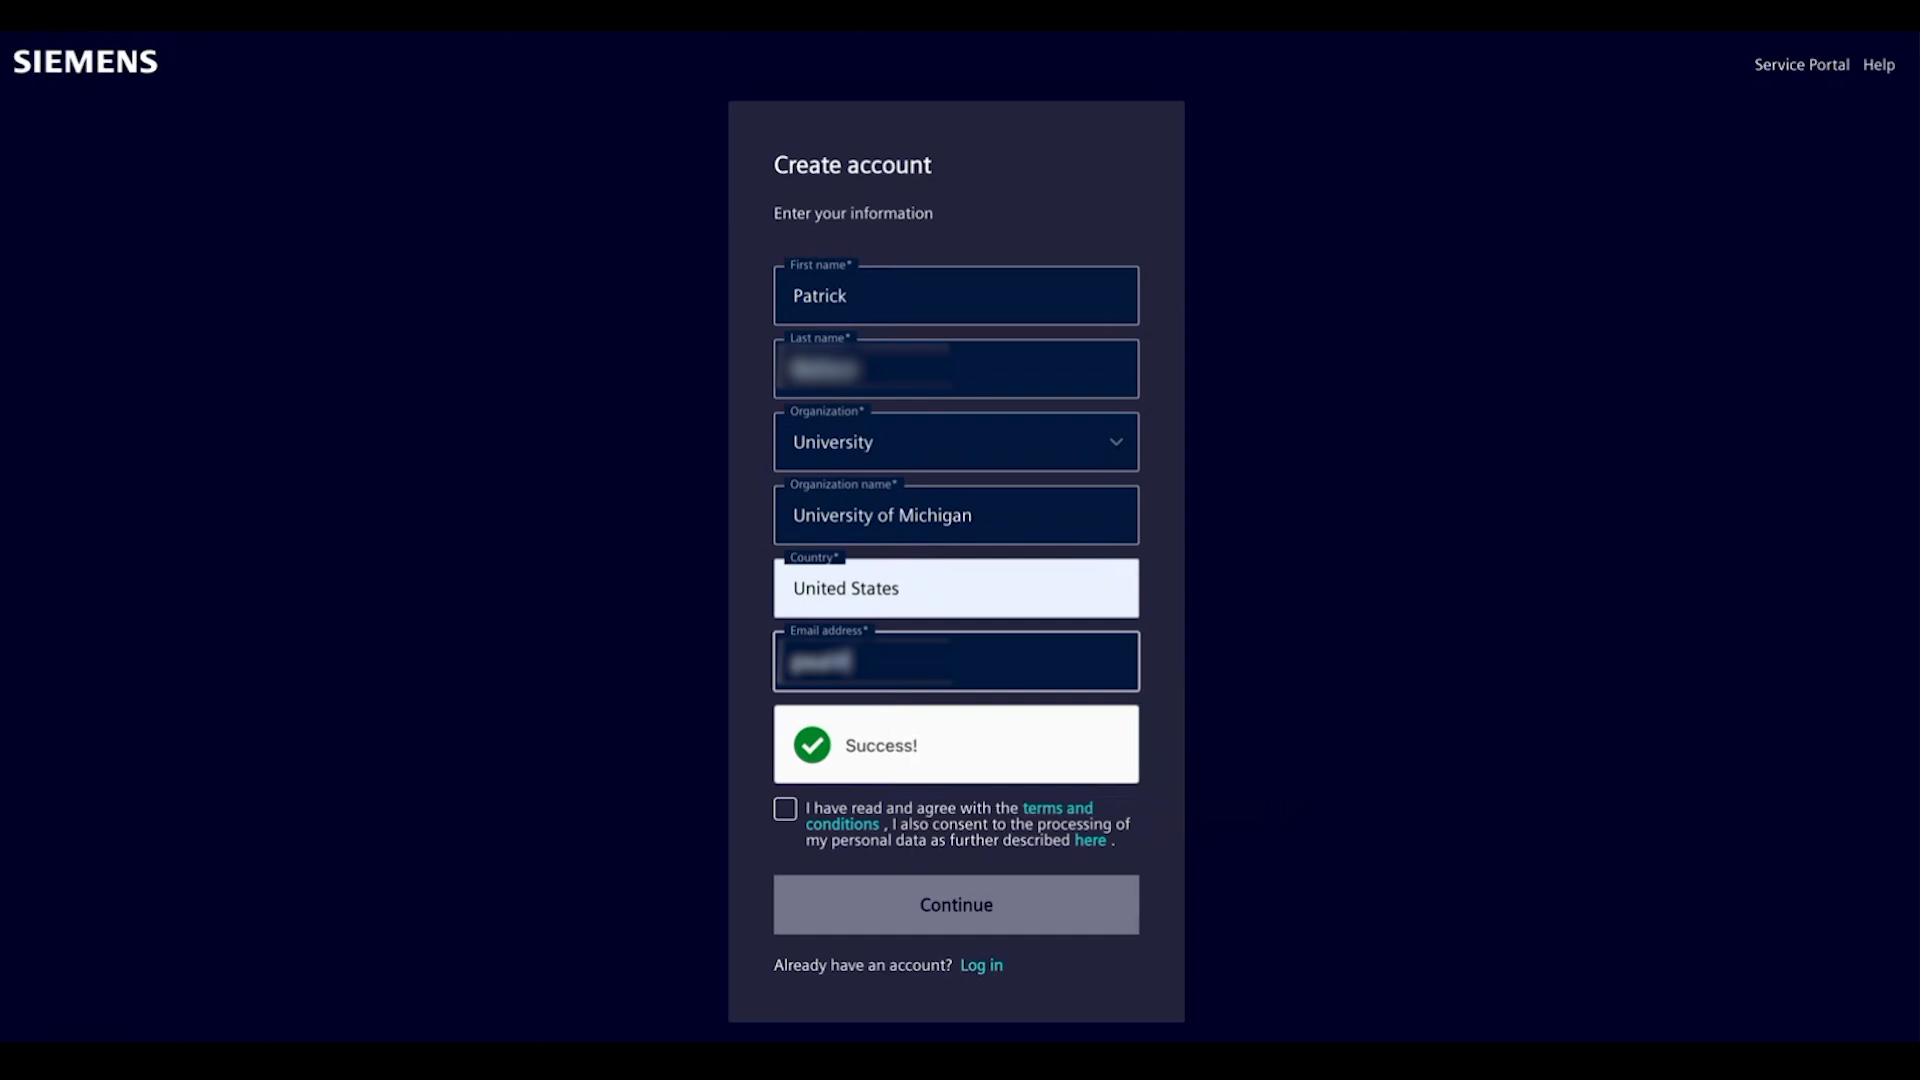 SIEMENS
Service Portal Help
Create account
Enter your information
First name*
Patrick
Last name*
Organization*
University
Organization name*
University of Michigan
Country*
United States
Email address*
Success!
I have read and agree with the terms and
conditions , I also consent to the processing of
my personal data as further described here .
Continue
Already have an account? Log in